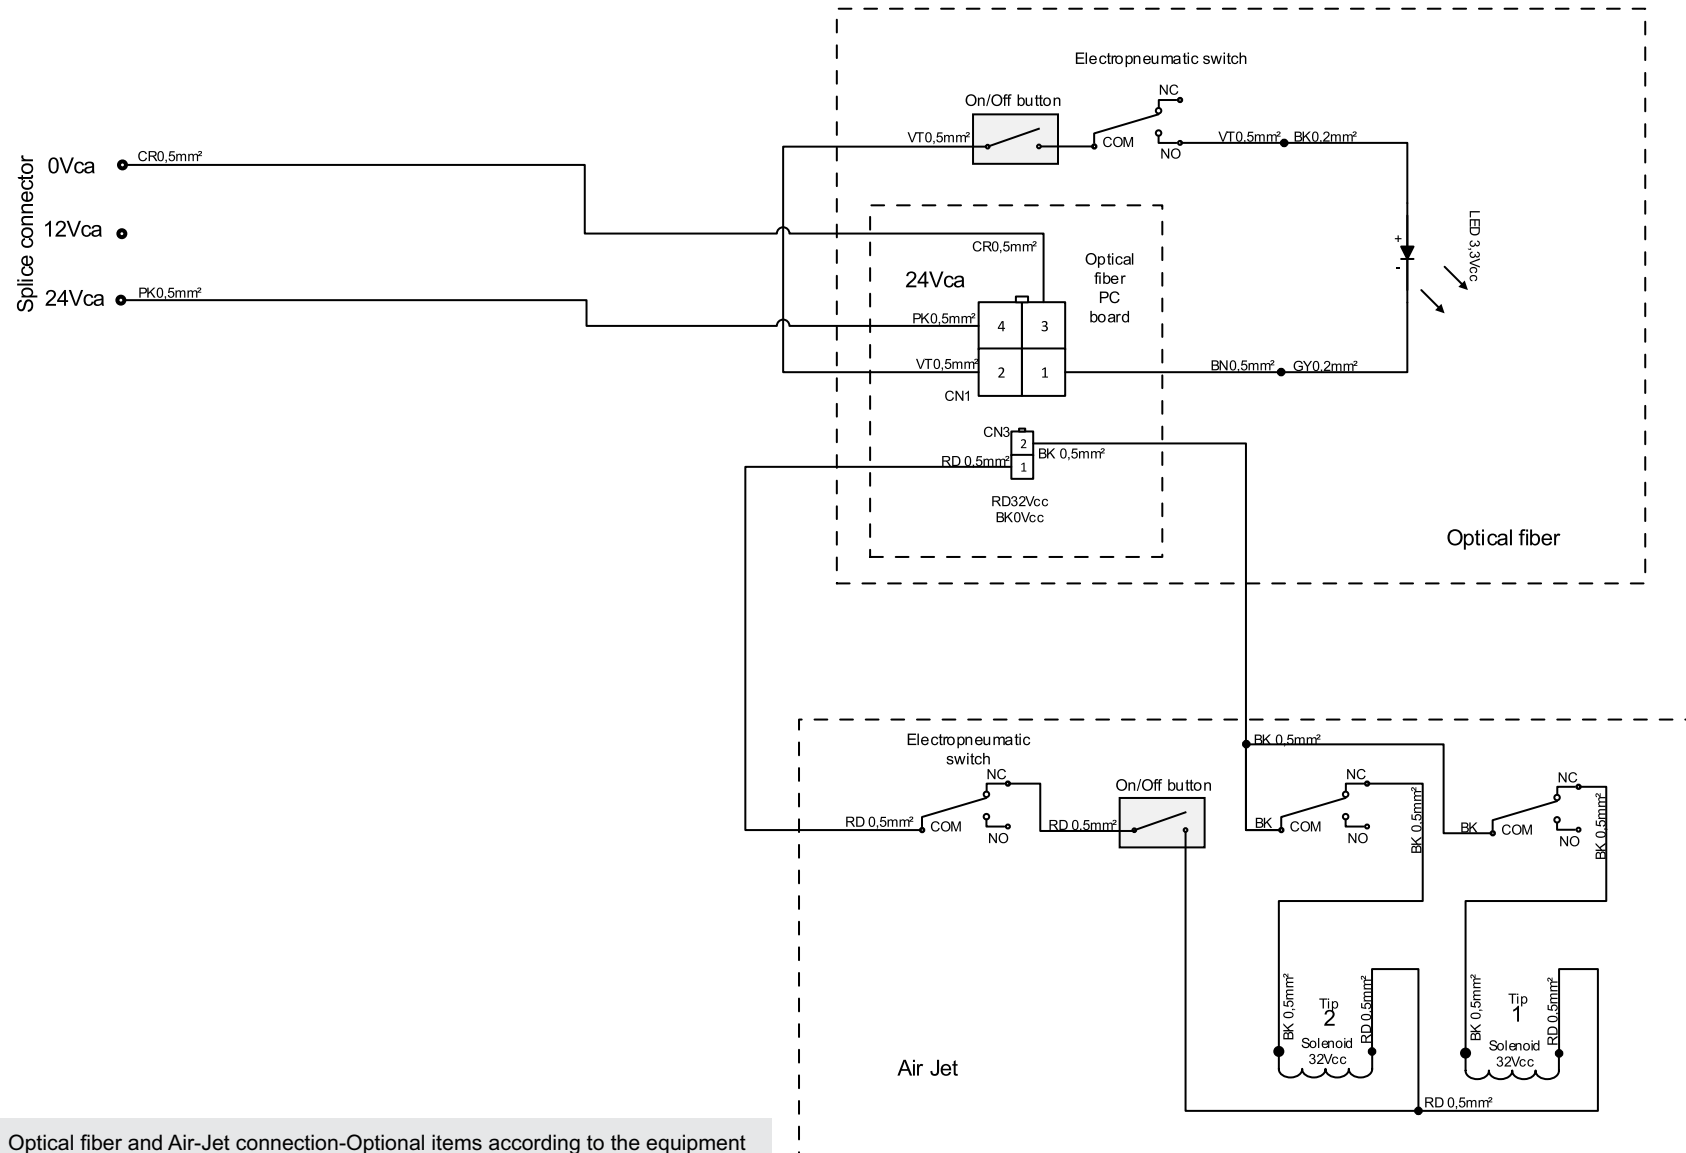 Electropneumatic switch
NC
On/Off button
VT0,5mm²
COM
NO
VT0,5mm²
BK0.2mm²
Splice connector
0Vca
CR0,5mm²
12Vca
24Vca
PK0,5mm²
CR0,5mm²
24Vca
Optical
fiber
PC
board
LED 3,3Vcc
+
-
PK0,5mm²
4
3
VT0,5mm²
2
1
CN1
BN0,5mm²
GY0,2mm²
CN3
2
BK 0,5mm²
RD 0.5mm²
1
RD32Vcc
BK0Vcc
Optical fiber
Electropneumatic
switch
NC
RD 0,5mm²
COM
NO
On/Off button
RD 0.5mm²
BK 0,5mm²
NC
BK
COM
NO
BK 0.5mm²
NC
BK
COM
NO
BK 0.5mm²
BK 0,5mm²
Tip
2
Solenoid
32Vcc
RD 0.5mm²
BK 0,5mm²
Tip
1
Solenoid
32Vcc
RD 0.5mm²
Air Jet
RD 0,5mm²
Optical fiber and Air-Jet connection-Optional items according to the equipment